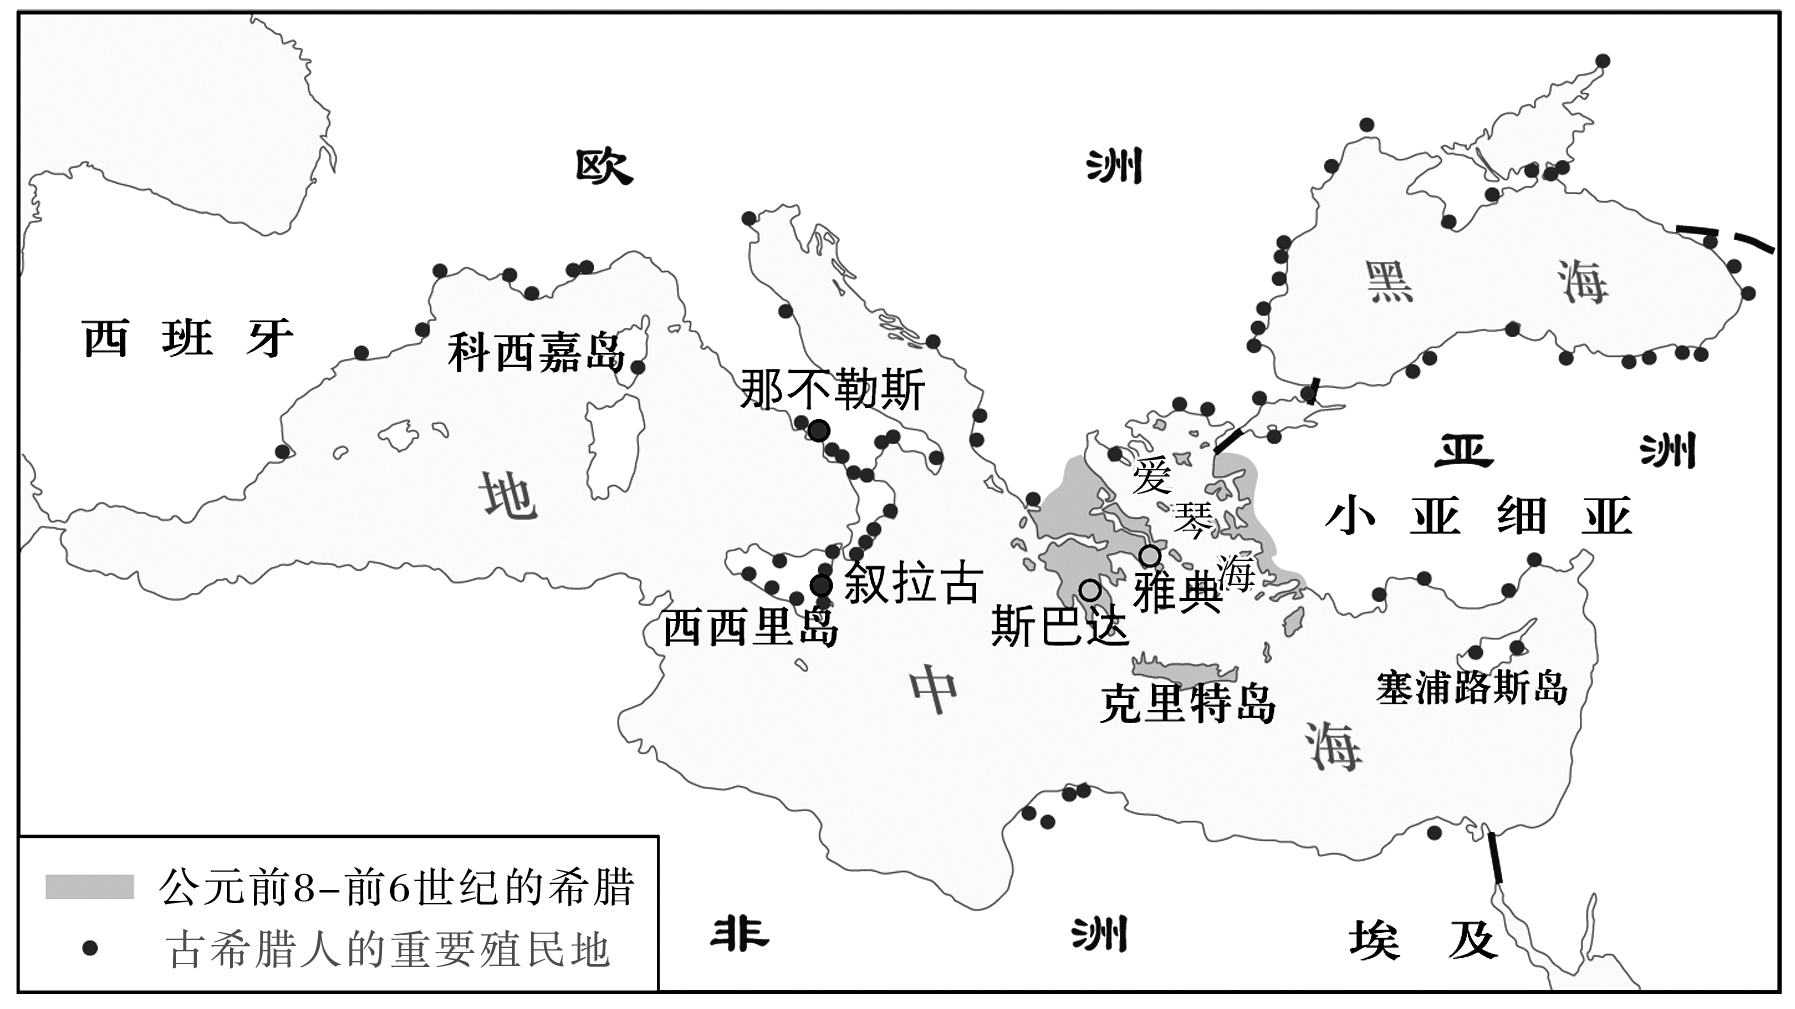 欧洲
黑海
西班牙
科西嘉岛
那不勒斯
亚洲
爱琴海
小亚细亚
地中海
叙拉古
雅典
斯巴达
西西里岛
克里特岛
塞浦路斯岛
公元前8-前6世纪的希腊
古希腊人的重要殖民地
非洲
埃及